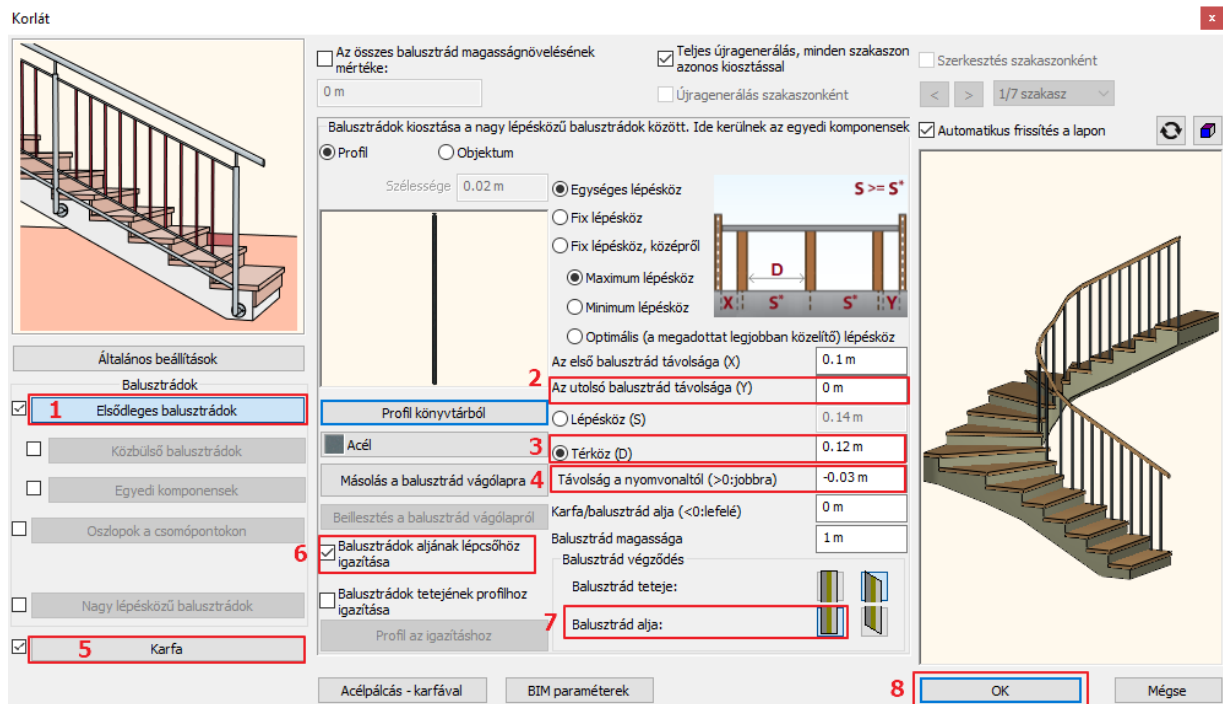 Korlát
x
Az összes balusztrád magasságnövelésének
mértéke:
0 m
Teljes újragenerálás, minden szakaszon
azonos kiosztással
Újragenerálás szakaszonként
Szerkesztés szakaszonként
<
>
1/7 szakasz
Automatikus frissítés a lapon
Általános beállítások
Balusztrádok
1
Elsődleges balusztrádok
Közbülső balusztrádok
Egyedi komponensek
Oszlopok a csomópontokon
Nagy lépésközű balusztrádok
5
Karfa
Balusztrádok kiosztása a nagy lépésközű balusztrádok között. Ide kerülnek az egyedi komponensek
Profil
Objektum
Szélessége
0.02 m
Profil könyvtárból
Acél
Másolás a balusztrád vágólapra
Beillesztés a balusztrád vágólapról
6
Balusztrádok aljának lépcsőhöz
igazítása
Balusztrádok tetejének profilhoz
igazítása
Profil az igazításhoz
Egységes lépésköz
Fix lépésköz
Fix lépésköz, középről
Maximum lépésköz
Minimum lépésköz
Optimális (a megadottat legjobban közelítő) lépésköz
S >= S*
D
X
S*
S*
Y
Az első balusztrád távolsága (X)
0.1 m
2
Az utolsó balusztrád távolsága (Y)
0 m
Lépésköz (S)
0.14 m
3
Térköz (D)
0.12 m
4
Távolság a nyomvonaltól (>0:jobbra)
-0.03 m
Karfa/balusztrád alja (<0:lefelé)
0 m
Balusztrád magassága
1 m
Balusztrád végződés
Balusztrád teteje:
7
Balusztrád alja:
Acélpálcás - karfával
BIM paraméterek
8
OK
Mégse